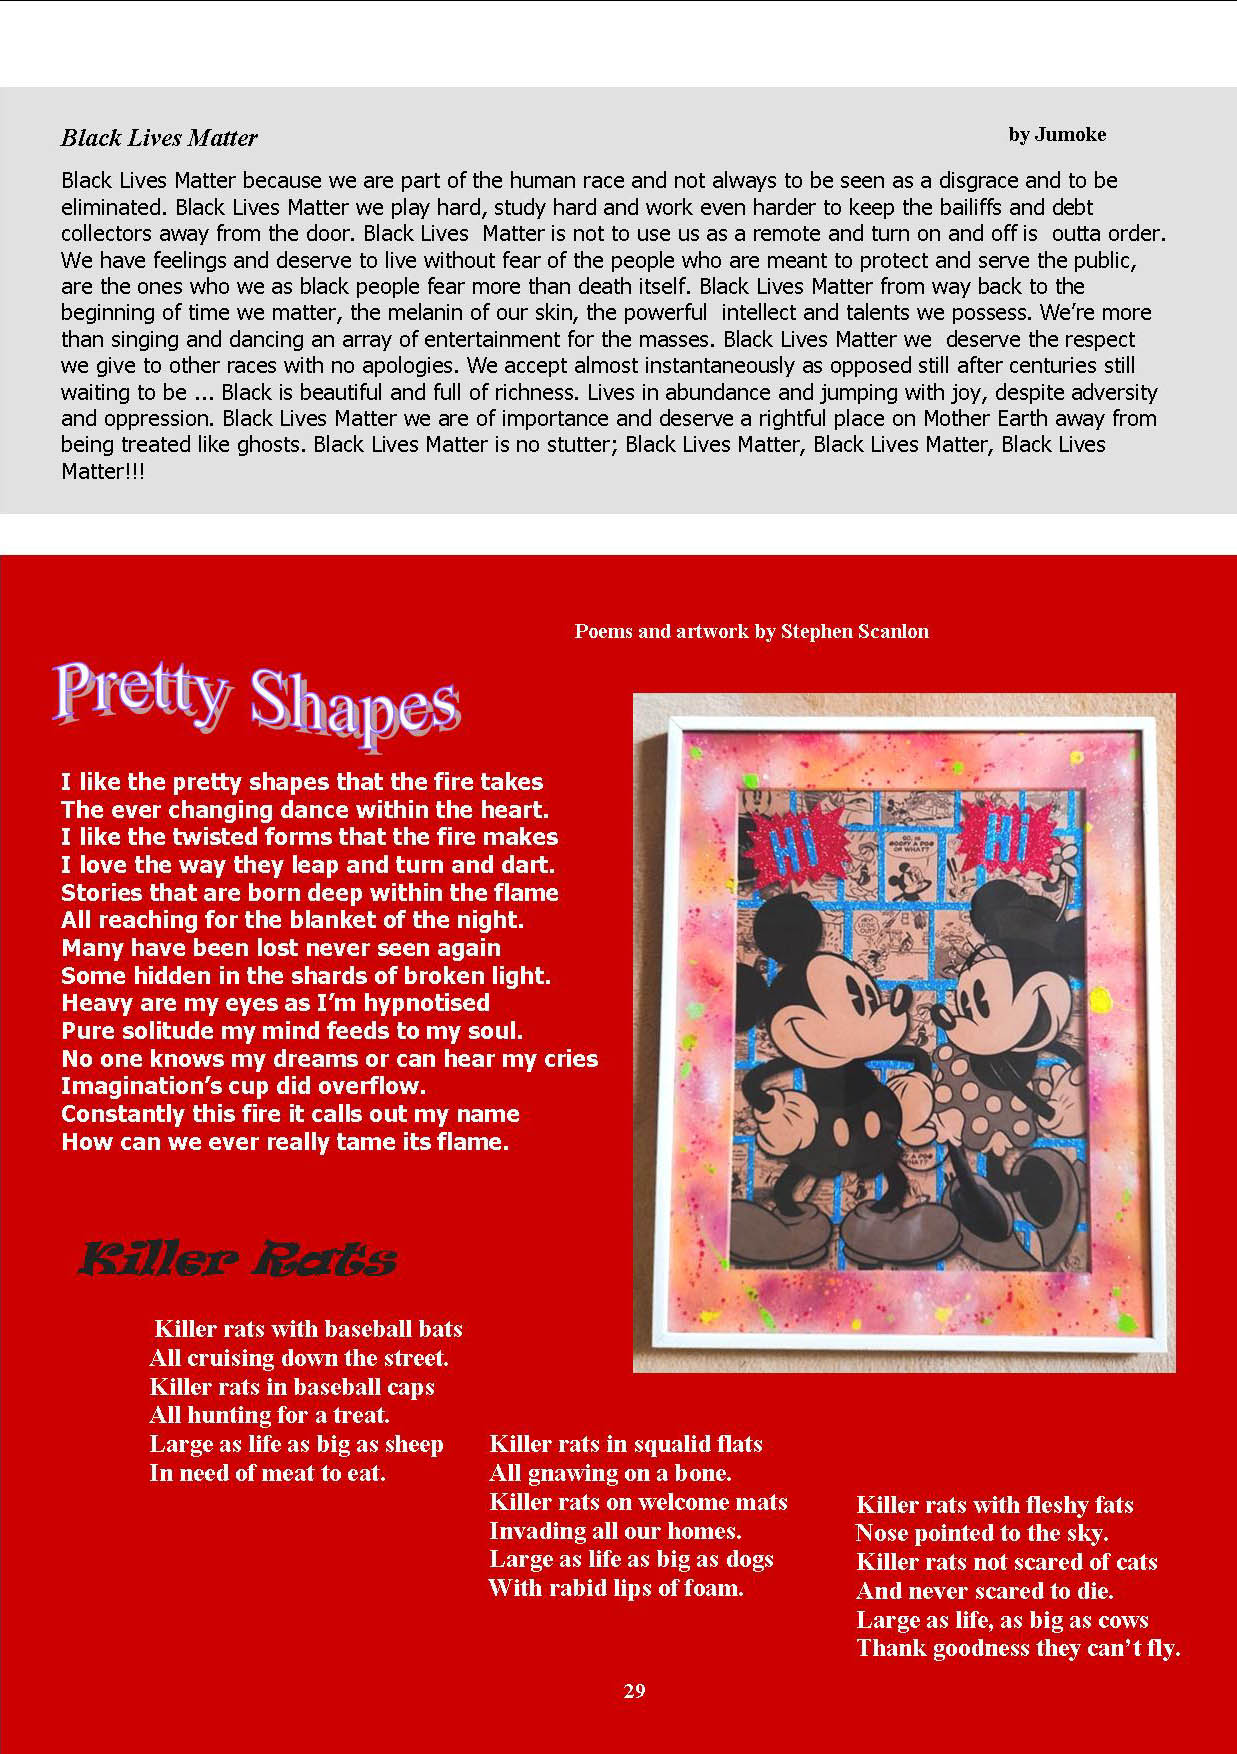 Black Lives Matter
by Jumoke
Black Lives Matter because we are part of the human race and not always to be seen as a disgrace and to be
eliminated. Black Lives Matter we play hard, study hard and work even harder to keep the bailiffs and debt
collectors away from the door. Black Lives  Matter is not to use us as a remote and turn on and off is  outta order.
We have feelings and deserve to live without fear of the people who are meant to protect and serve the public,
are the ones who we as black people fear more than death itself. Black Lives Matter from way back to the
beginning of time we matter, the melanin of our skin, the powerful  intellect and talents we possess. We’re more
than singing and dancing an array of entertainment for the masses. Black Lives Matter we  deserve the respect
we give to other races with no apologies. We accept almost instantaneously as opposed still after centuries still
waiting to be ... Black is beautiful and full of richness. Lives in abundance and jumping with joy, despite adversity
and oppression. Black Lives Matter we are of importance and deserve a rightful place on Mother Earth away from
being treated like ghosts. Black Lives Matter is no stutter; Black Lives Matter, Black Lives Matter, Black Lives
Matter!!!
Poems and artwork by Stephen Scanlon
Pretty Shapes
I like the pretty shapes that the fire takes
The ever changing dance within the heart.
I like the twisted forms that the fire makes
I love the way they leap and turn and dart.
Stories that are born deep within the flame
All reaching for the blanket of the night.
Many have been lost never seen again
Some hidden in the shards of broken light.
Heavy are my eyes as I’m hypnotised
Pure solitude my mind feeds to my soul.
No one knows my dreams or can hear my cries
Imagination’s cup did overflow.
Constantly this fire it calls out my name
How can we ever really tame its flame.
Hi
Hi
GOOFY A DOG
OR WHAT?
Killer Rats
Killer rats with baseball bats
All cruising down the street.
Killer rats in baseball caps
All hunting for a treat.
Large as life as big as sheep
In need of meat to eat.
Killer rats in squalid flats
All gnawing on a bone.
Killer rats on welcome mats
Invading all our homes.
Large as life as big as dogs
With rabid lips of foam.
Killer rats with fleshy fats
Nose pointed to the sky.
Killer rats not scared of cats
And never scared to die.
Large as life, as big as cows
Thank goodness they can’t fly.
29